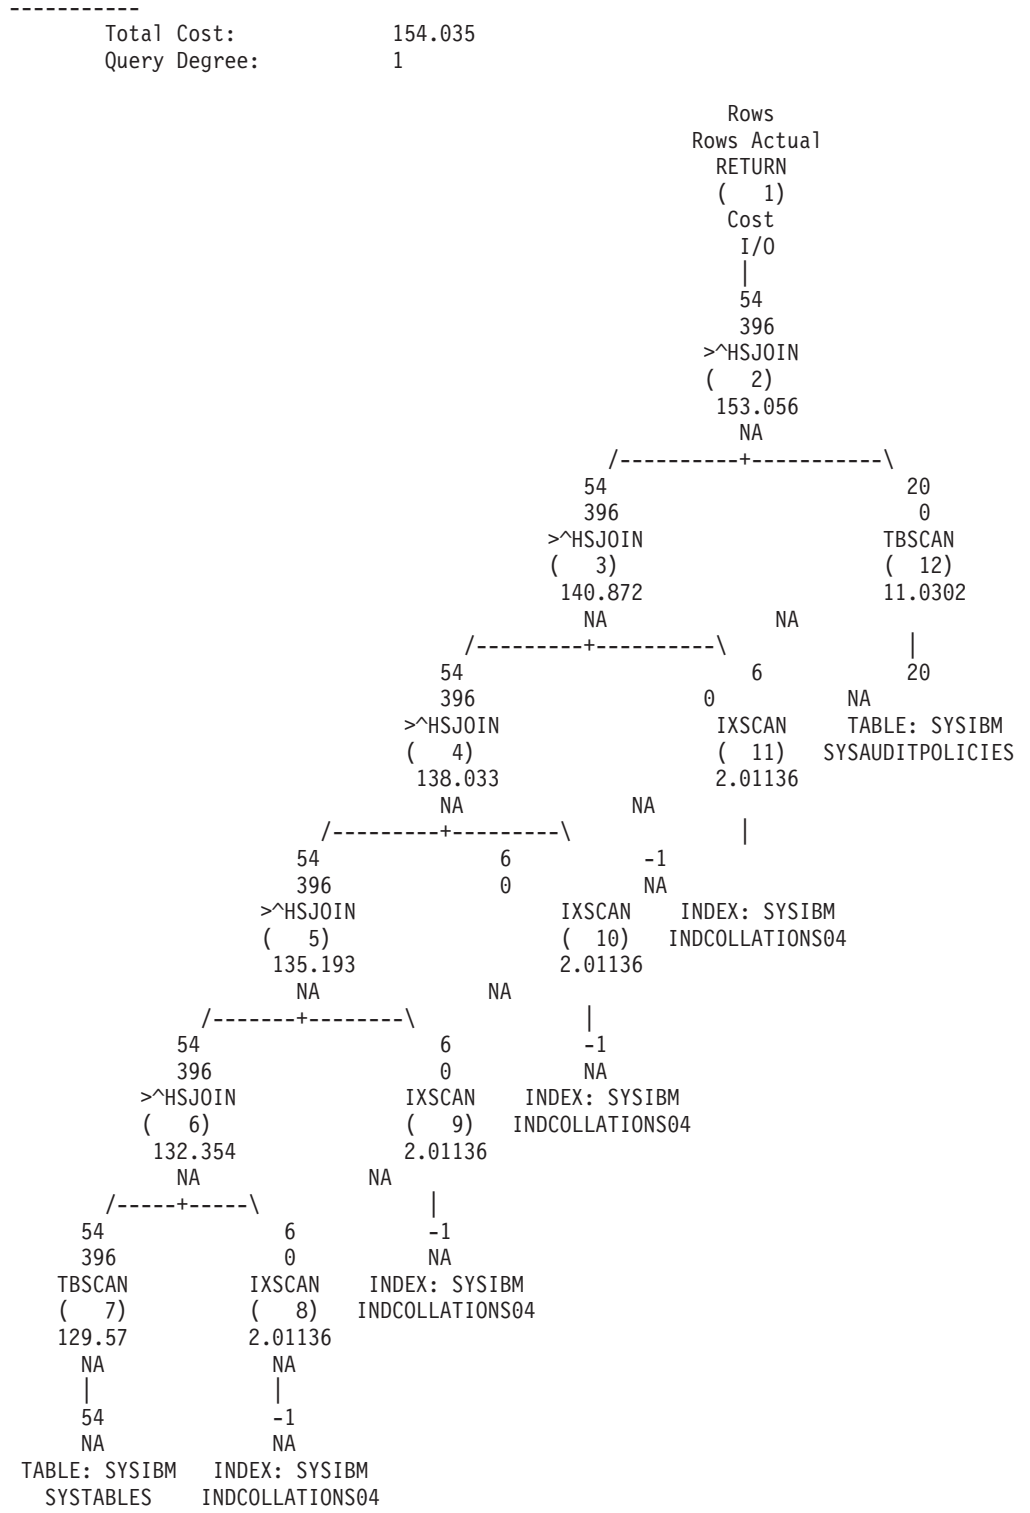 -----------
Total Cost: 154.035
Query Degree: 1
Rows
Rows Actual
RETURN
( 1)
Cost
I/O
|
54
396
>^HSJOIN
( 2)
153.056
NA
/----------+-----------\
54 20
396 0
>^HSJOIN TBSCAN
( 3) ( 12)
140.872 11.0302
NA NA
/---------+----------\ |
54 6 20
396 0 NA
>^HSJOIN IXSCAN TABLE: SYSIBM
( 4) ( 11) SYSAUDITPOLICIES
138.033 2.01136
NA NA
/---------+---------\ |
54 6 -1
396 0 NA
>^HSJOIN IXSCAN INDEX: SYSIBM
( 5) ( 10) INDCOLLATIONS04
135.193 2.01136
NA NA
/-------+--------\ |
54 6 -1
396 0 NA
>^HSJOIN IXSCAN INDEX: SYSIBM
( 6) ( 9) INDCOLLATIONS04
132.354 2.01136
NA NA
/-----+-----\ |
54 6 -1
396 0 NA
TBSCAN IXSCAN INDEX: SYSIBM
( 7) ( 8) INDCOLLATIONS04
129.57 2.01136
NA NA
| |
54 -1
NA NA
TABLE: SYSIBM INDEX: SYSIBM
SYSTABLES INDCOLLATIONS04